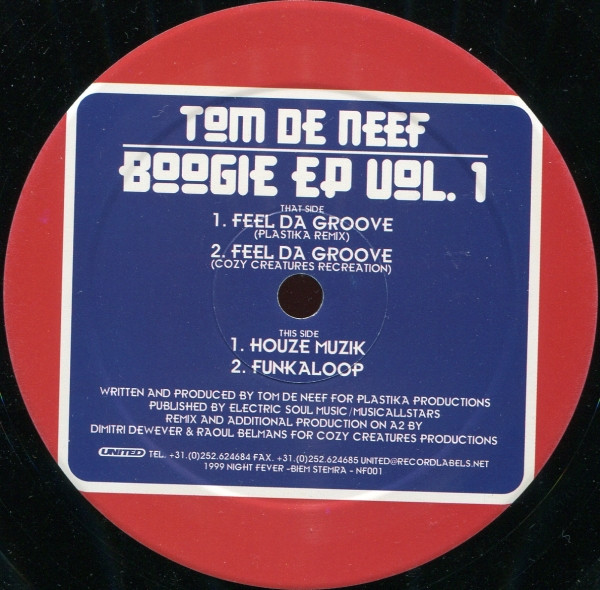 TOM DE NEEF
BOOGIE EP VOL. 1
THAT SIDE
1. FEEL DA GROOVE
(PLASTIKA REMIX)
2. FEEL DA GROOVE
(COZY CREATURES RECREATION)
THIS SIDE
1. HOUZE MUZIK
2. FUNKALOOP
WRITTEN AND PRODUCED BY TOM DE NEEF FOR PLASTIKA PRODUCTIONS
PUBLISHED BY ELECTRIC SOUL MUSIC/MUSICALLSTARS
REMIX AND ADDITIONAL PRODUCTION ON A2 BY
DIMITRI DEWEVER & RAOUL BELMANS FOR COZY CREATURES PRODUCTIONS
UNITED TEL. +31.(0)252.624684 FAX. +31.(0)252.624685 UNITED@RECORDLABELS.NET
1999 NIGHT FEVER -BIEM STEMRA - NF001